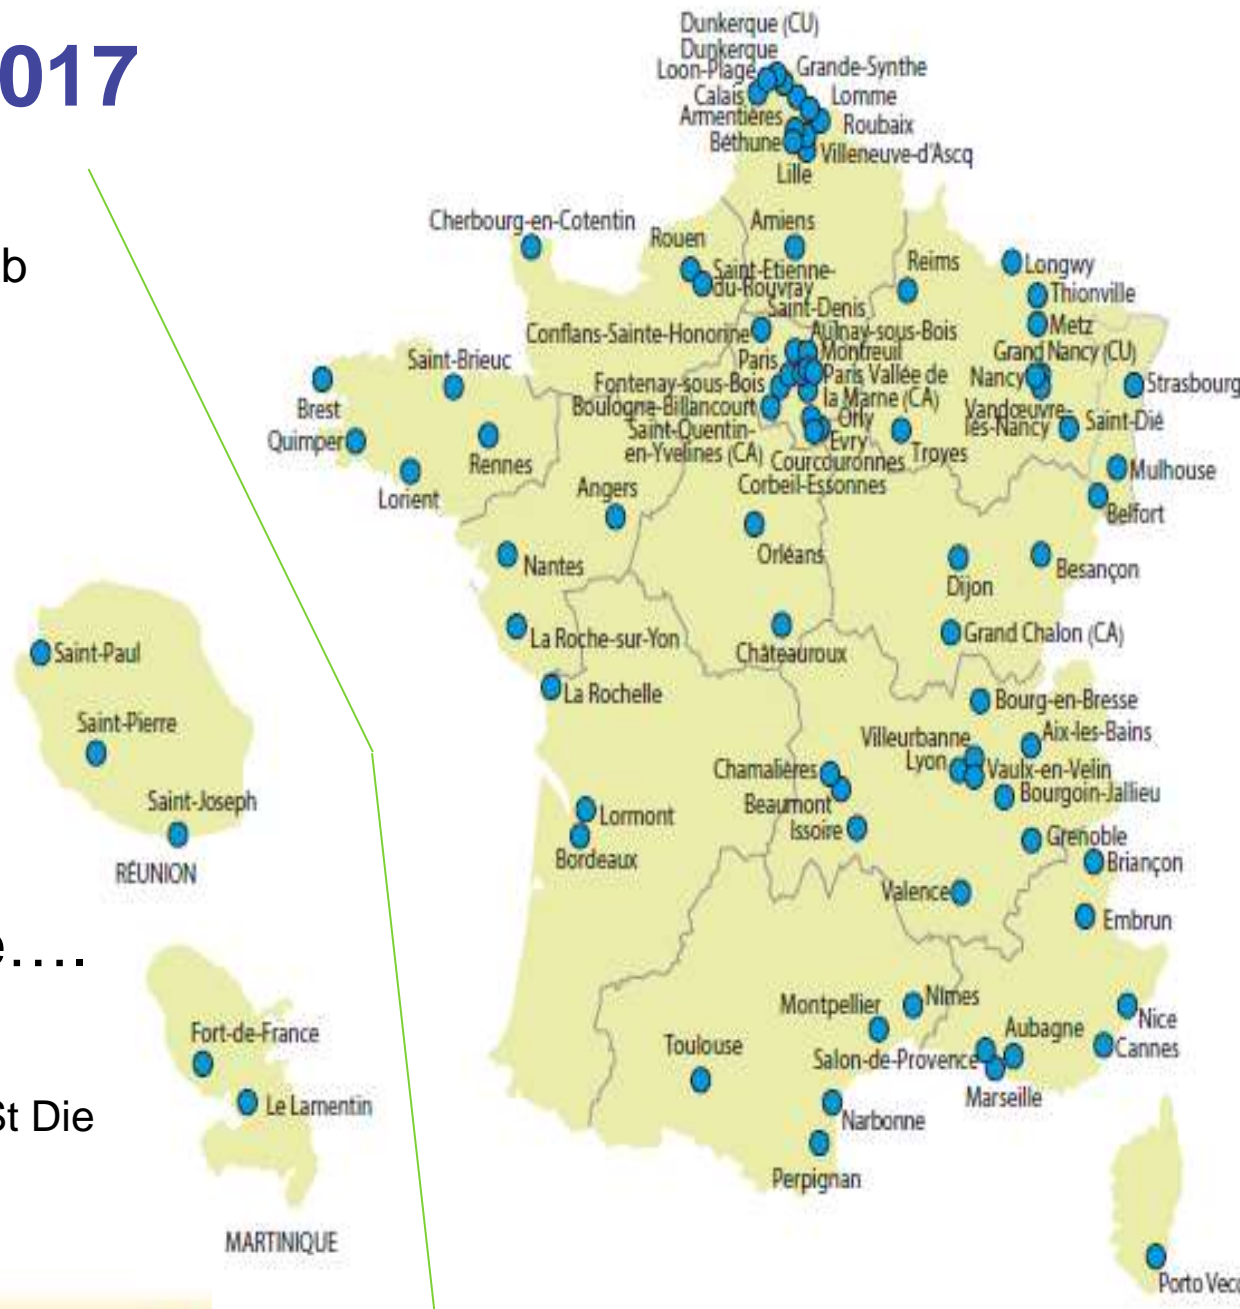 017
b
e….
St Die
Dunkerque (CU)
Dunkerque
Loon-Plage
Grande-Synthe
Calais
Lomme
Armentières
Roubaix
Béthune
Villeneuve-d'Ascq
Lille
Cherbourg-en-Cotentin
Amiens
Rouen
Saint-Etienne-
du-Rouvray
Reims
Longwy
Thionville
Saint-Denis
Metz
Conflans-Sainte-Honorine
Aulnay-sous-Bois
Paris
Montreuil
Grand Nancy (CU)
Saint-Brieuc
Fontenay-sous-Bois
Paris Vallée de
la Marne (CA)
Nancy
Strasbourg
Brest
Boulogne-Billancourt
Vandœuvre-
lès-Nancy
Saint-Dié
Quimper
Saint-Quentin-
en-Yvelines (CA)
Orly
Evry
Rennes
Courcouronnes
Troyes
Mulhouse
Lorient
Angers
Corbeil-Essonnes
Belfort
Orléans
Nantes
Dijon
Besançon
La Roche-sur-Yon
Châteauroux
Grand Chalon (CA)
Saint-Paul
La Rochelle
Bourg-en-Bresse
Saint-Pierre
Villeurbanne
Aix-les-Bains
Lyon
Chamalières
Vaulx-en-Velin
Saint-Joseph
Beaumont
Bourgoin-Jallieu
Lormont
Issoire
Grenoble
Bordeaux
Briançon
RÉUNION
Valence
Embrun
Montpellier
Nîmes
Nice
Fort-de-France
Toulouse
Aubagne
Cannes
Salon-de-Provence
Marseille
Le Lamentin
Narbonne
Perpignan
MARTINIQUE
Porto Vecc